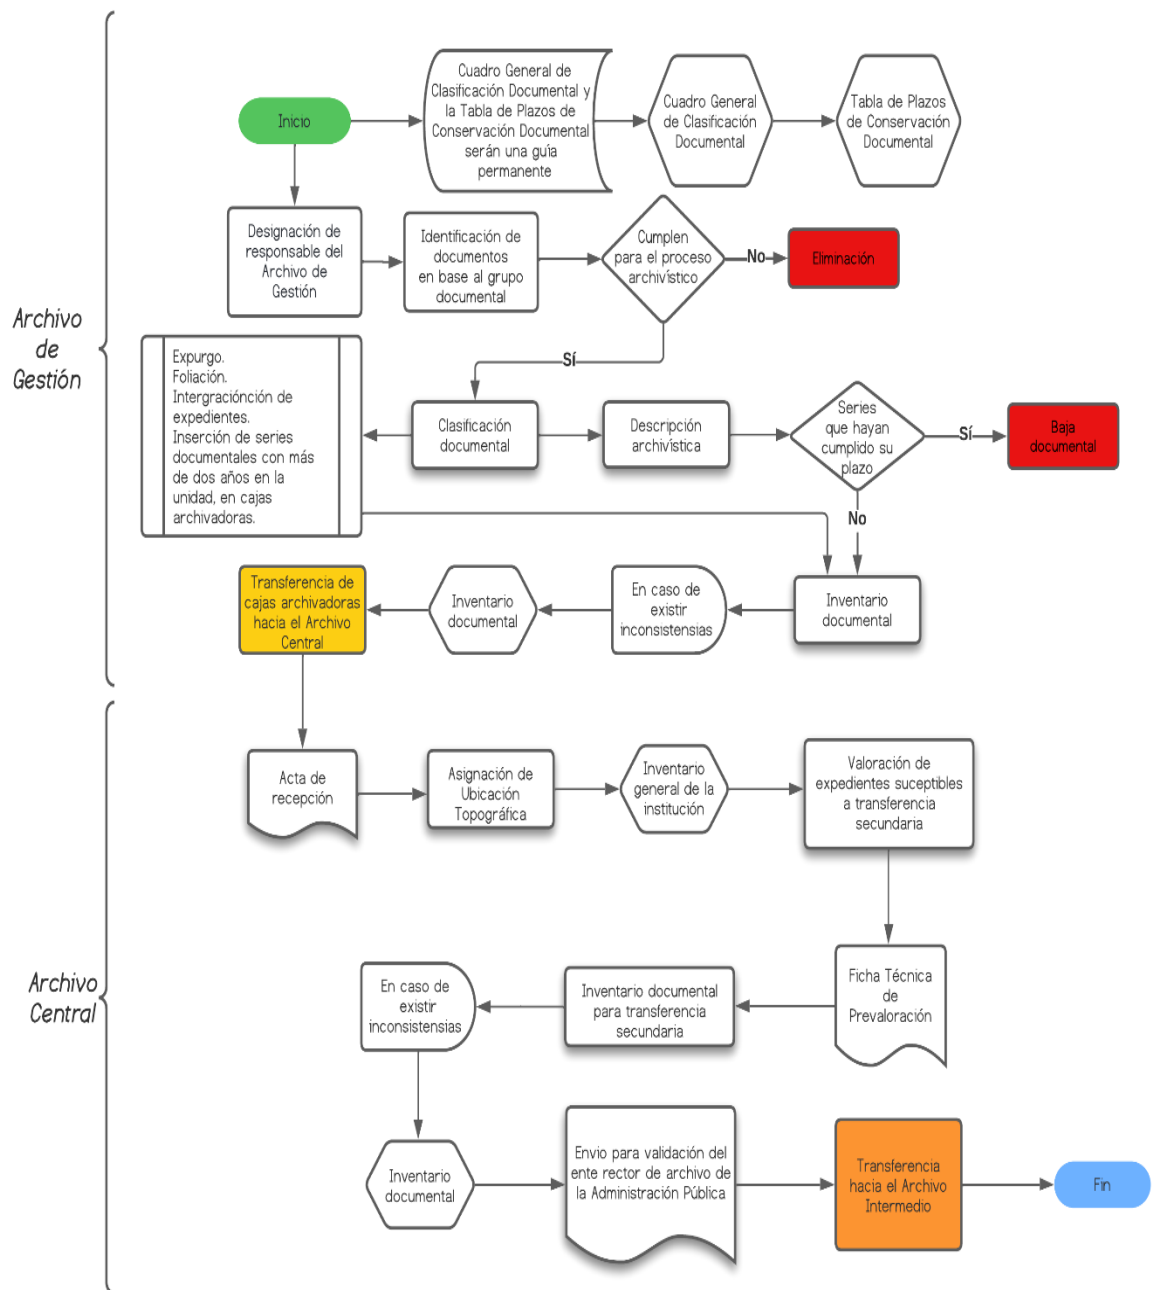 Inicio
Cuadro General de
Clasificación Documental y
la Tabla de Plazos de
Conservación Documental
serán una guía
permanente
Cuadro General
de Clasificación
Documental
Tabla de Plazos
de Conservación
Documental
Designación de
responsable del
Archivo de
Gestión
Identificación de
documentos
en base al grupo
documental
Cumplen
para el proceso
archivístico
No
Eliminación
Archivo
de
Gestión
Sí
Expurgo.
Foliación.
Intergraciónción de
expedientes.
Inserción de series
documentales con más
de dos años en la
unidad, en cajas
archivadoras.
Clasificación
documental
Descripción
archivística
Series
que hayan
cumplido su
plazo
Sí
Baja
documental
No
Transferencia de
cajas archivadoras
hacia el Archivo
Central
Inventario
documental
En caso de
existir
inconsistensias
Inventario
documental
Acta de
recepción
Asignación de
Ubicación
Topográfica
Inventario
general de la
institución
Valoración de
expedientes suceptibles
a transferencia
secundaria
Archivo
Central
En caso de
existir
inconsistensias
Inventario documental
para transferencia
secundaria
Ficha Técnica
de
Prevaloración
Inventario
documental
Envio para validación del
ente rector de archivo de
la Administración Pública
Transferencia
hacia el Archivo
Intermedio
Fin